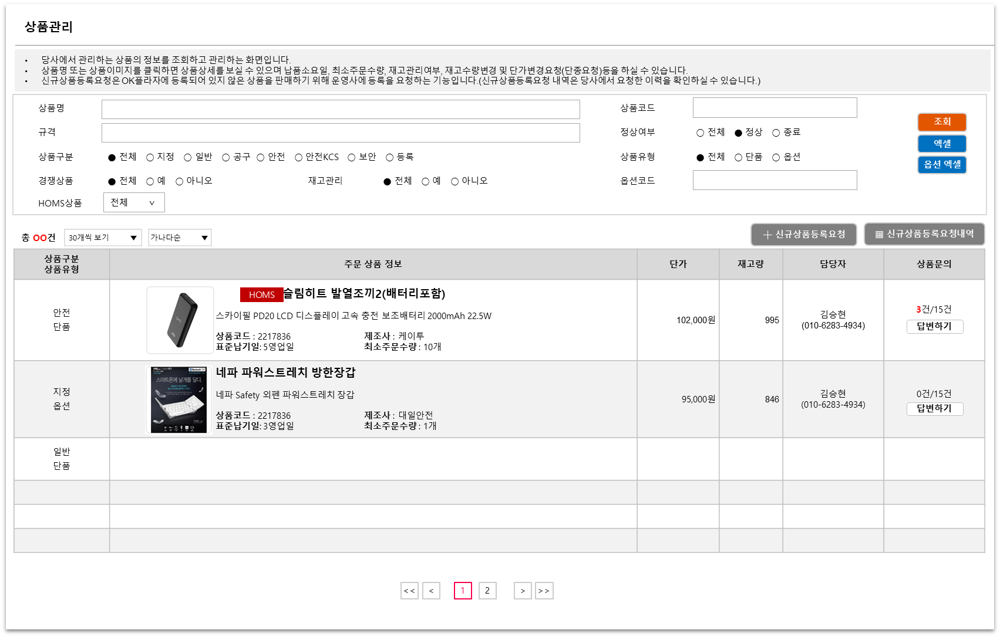 상품관리
• 당사에서 관리하는 상품의 정보를 조회하고 관리하는 화면입니다.
• 상품명 또는 상품이미지를 클릭하면 상품상세를 보실 수 있으며 납품소요일, 최소주문수량, 재고관리여부, 재고수량변경 및 단가변경요청(단종요청)등을 하실 수 있습니다.
• 신규상품등록요청은 OK플라자에 등록되어 있지 않은 상품을 판매하기 위해 운영사에 등록을 요청하는 기능입니다.(신규상품등록요청 내역은 당사에서 요청한 이력을 확인하실 수 있습니다.)
상품명 상품코드
조회
규격 정상여부 ○ 전체 ● 정상 ○ 종료
엑셀
상품구분 ● 전체 ○ 지정 ○ 일반 ○ 공구 ○ 안전 ○ 안전KCS ○ 보안 ○ 등록 상품유형 ● 전체 ○ 단품 ○ 옵션
옵션 엑셀
경쟁상품 ● 전체 ○ 예 ○ 아니오 재고관리 ● 전체 ○ 예 ○ 아니오 옵션코드
HOMS상품 전체 ∨
총 OO건 30개씩 보기 ▼ 가나다순 ▼ + 신규상품등록요청 ▦ 신규상품등록요청내역
상품구분
상품유형 주문 상품 정보 단가 재고량 담당자 상품문의
HOMS 슬림히트 발열조끼2(배터리포함)
스카이필 PD20 LCD 디스플레이 고속 충전 보조배터리 2000mAh 22.5W
안전
단품
상품코드 : 2217836 제조사 : 케이투
표준납기일: 5영업일 최소주문수량 : 10개
102,000원 995
김승현
(010-6283-4934)
3건/15건
답변하기
네파 파워스트레치 방한장갑
스마트폰에 날개를 달다.
네파 Safety 외펜 파워스트레치 장갑
지정
옵션
상품코드 : 2217836 제조사 : 대일안전
표준납기일: 3영업일 최소주문수량 : 1개
95,000원 846
김승현
(010-6283-4934)
0건/15건
답변하기
일반
단품
<< < 1 2 > >>